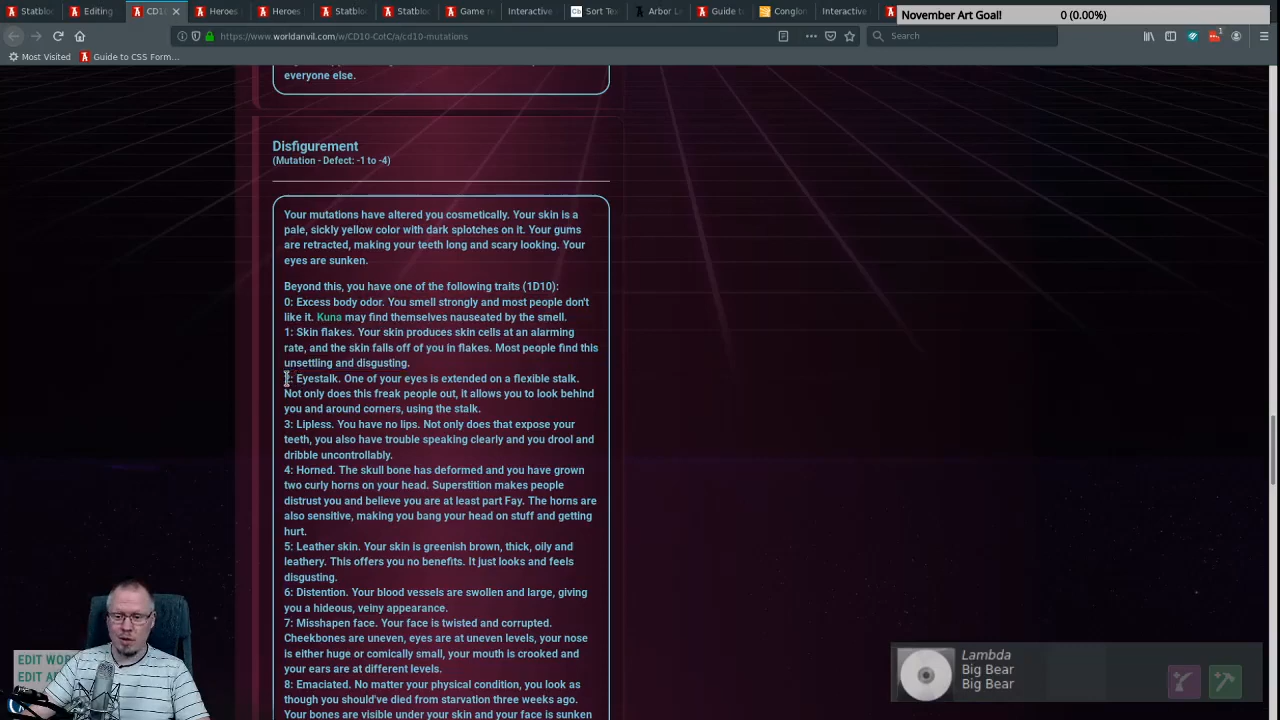 Statbloc
Editing
CD10
Heroes
Heroes
Statblo
Statblo
Game re
Interactive
Sort Tex
Arbor La
Guide to
Conglon
Interactive
November Art Goal! 0 (0.00%)
https://www.worldanvil.com/w/CD10-CotC/a/cd10-mutations
Search
Most Visited
Guide to CSS Form...
everyone else.
Disfigurement
(Mutation - Defect: -1 to -4)
Your mutations have altered you cosmetically. Your skin is a
pale, sickly yellow color with dark splotches on it. Your gums
are retracted, making your teeth long and scary looking. Your
eyes are sunken.
Beyond this, you have one of the following traits (1D10):
0: Excess body odor. You smell strongly and most people don't
like it. Kuna may find themselves nauseated by the smell.
1: Skin flakes. Your skin produces skin cells at an alarming
rate, and the skin falls off of you in flakes. Most people find this
unsettling and disgusting.
2: Eyestalk. One of your eyes is extended on a flexible stalk.
Not only does this freak people out, it allows you to look behind
you and around corners, using the stalk.
3: Lipless. You have no lips. Not only does that expose your
teeth, you also have trouble speaking clearly and you drool and
dribble uncontrollably.
4: Horned. The skull bone has deformed and you have grown
two curly horns on your head. Superstition makes people
distrust you and believe you are at least part Fay. The horns are
also sensitive, making you bang your head on stuff and getting
hurt.
5: Leather skin. Your skin is greenish brown, thick, oily and
leathery. This offers you no benefits. It just looks and feels
disgusting.
6: Distention. Your blood vessels are swollen and large, giving
you a hideous, veiny appearance.
7: Misshapen face. Your face is twisted and corrupted.
Cheekbones are uneven, eyes are at uneven levels, your nose
is either huge or comically small, your mouth is crooked and
your ears are at different levels.
8: Emaciated. No matter your physical condition, you look as
though you should've died from starvation three weeks ago.
Your bones are visible under your skin and your face is sunken
EDIT WOR
EDIT A
Lambda
Big Bear
Big Bear